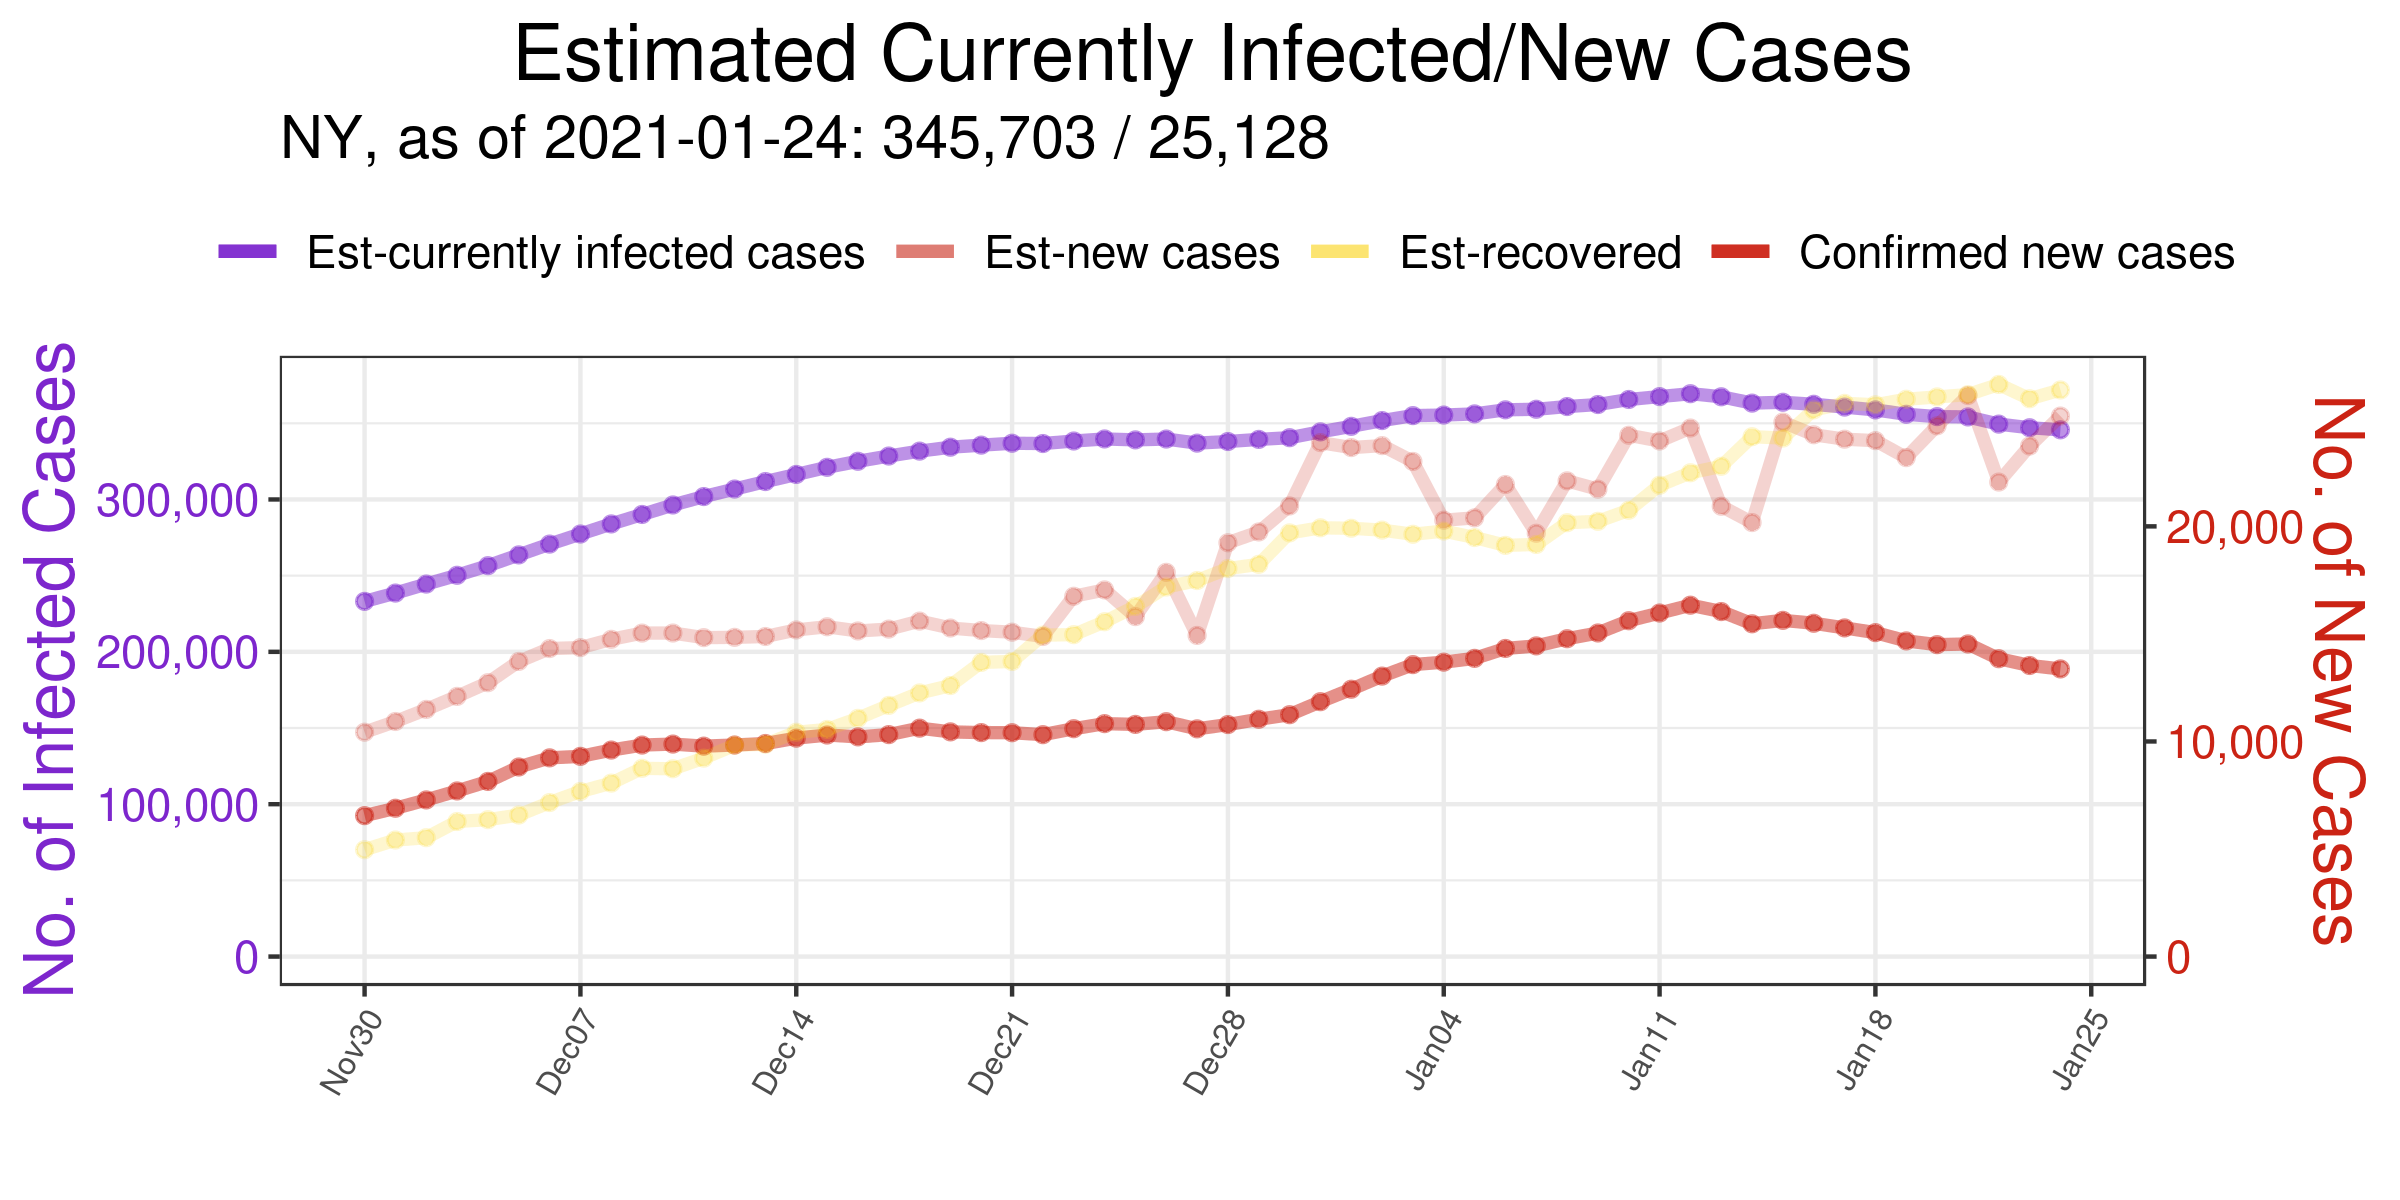 Estimated Currently Infected/New Cases
NY, as of 2021-01-24: 345,703 / 25,128
Est-currently infected cases Est-new cases Est-recovered Confirmed new cases
No. of Infected Cases
300,000
200,000
100,000
0
20,000
10,000
0
No. of New Cases
Nov30 Dec07 Dec14 Dec21 Dec28 Jan04 Jan11 Jan18 Jan25